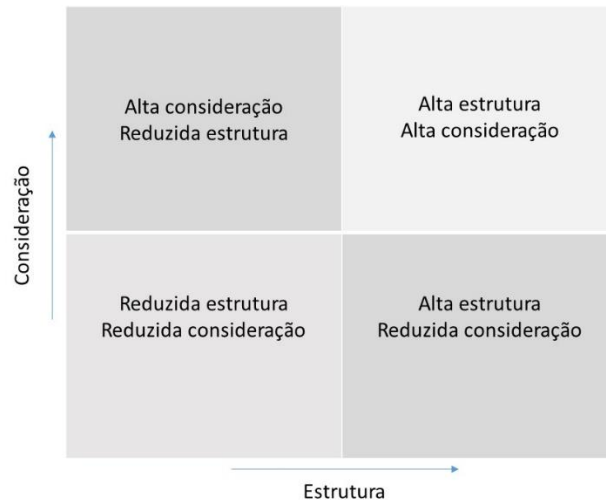 Alta consideração
Reduzida estrutura
Alta estrutura
Alta consideração
Consideração
Reduzida estrutura
Reduzida consideração
Alta estrutura
Reduzida consideração
Estrutura